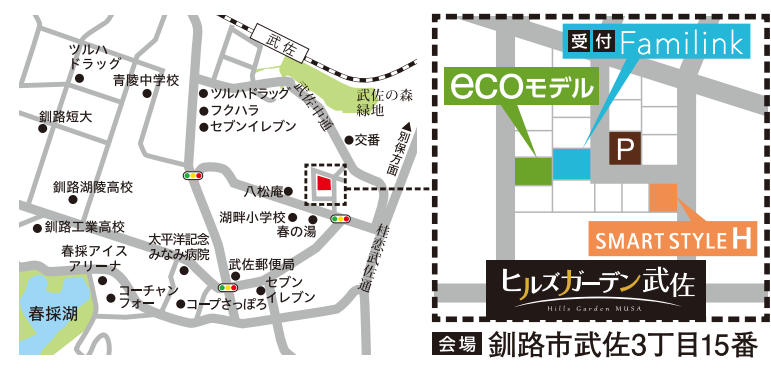 武佐
ツルハ
ドラッグ
青陵中学校
ツルハドラッグ
フクハラ
セブンイレブン
武佐中通
武佐の森
緑地
釧路短大
交番
別保方面
釧路湖陵高校
八松庵
湖畔小学校
春の湯
釧路工業高校
太平洋記念
みなみ病院
桂恋武佐通
春採アイス
アリーナ
武佐郵便局
コーチャン
フォー
セブン
イレブン
コープさっぽろ
春採湖
受付 Familink
ecoモデル
P
SMART STYLE H
ヒルズガーデン武佐
Hills Garden MUSA
会場 釧路市武佐3丁目15番